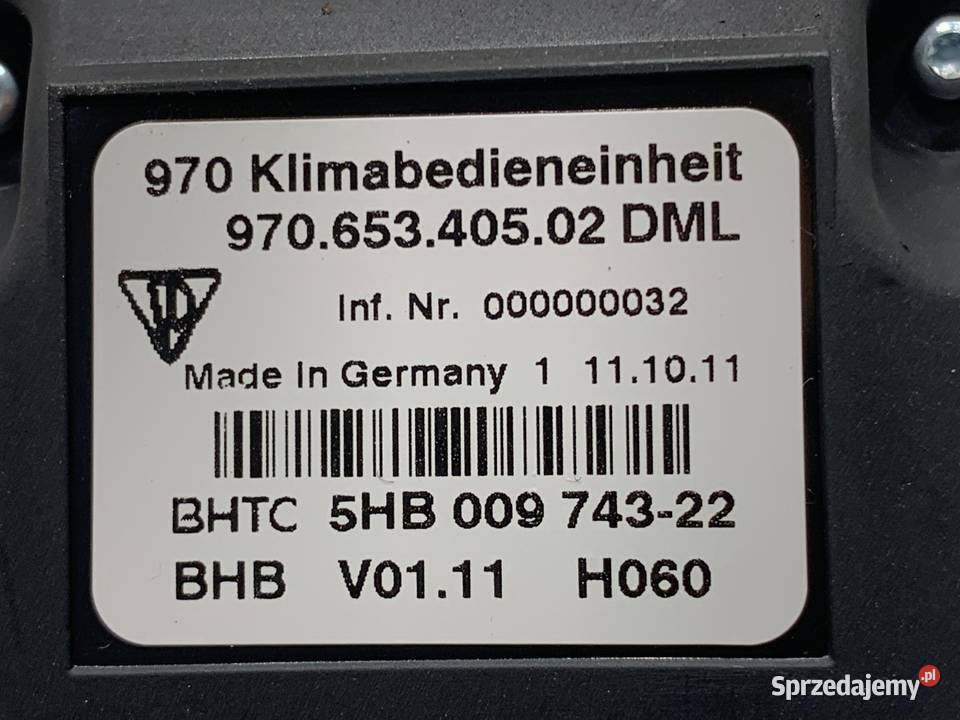 970 Klimabedieneinheit
970.653.405.02 DML
Inf. Nr. 000000032
Made In Germany 1 11.10.11
BHTC 5HB 009 743-22
BHB V01.11 H060
Sprzedajemy.pl